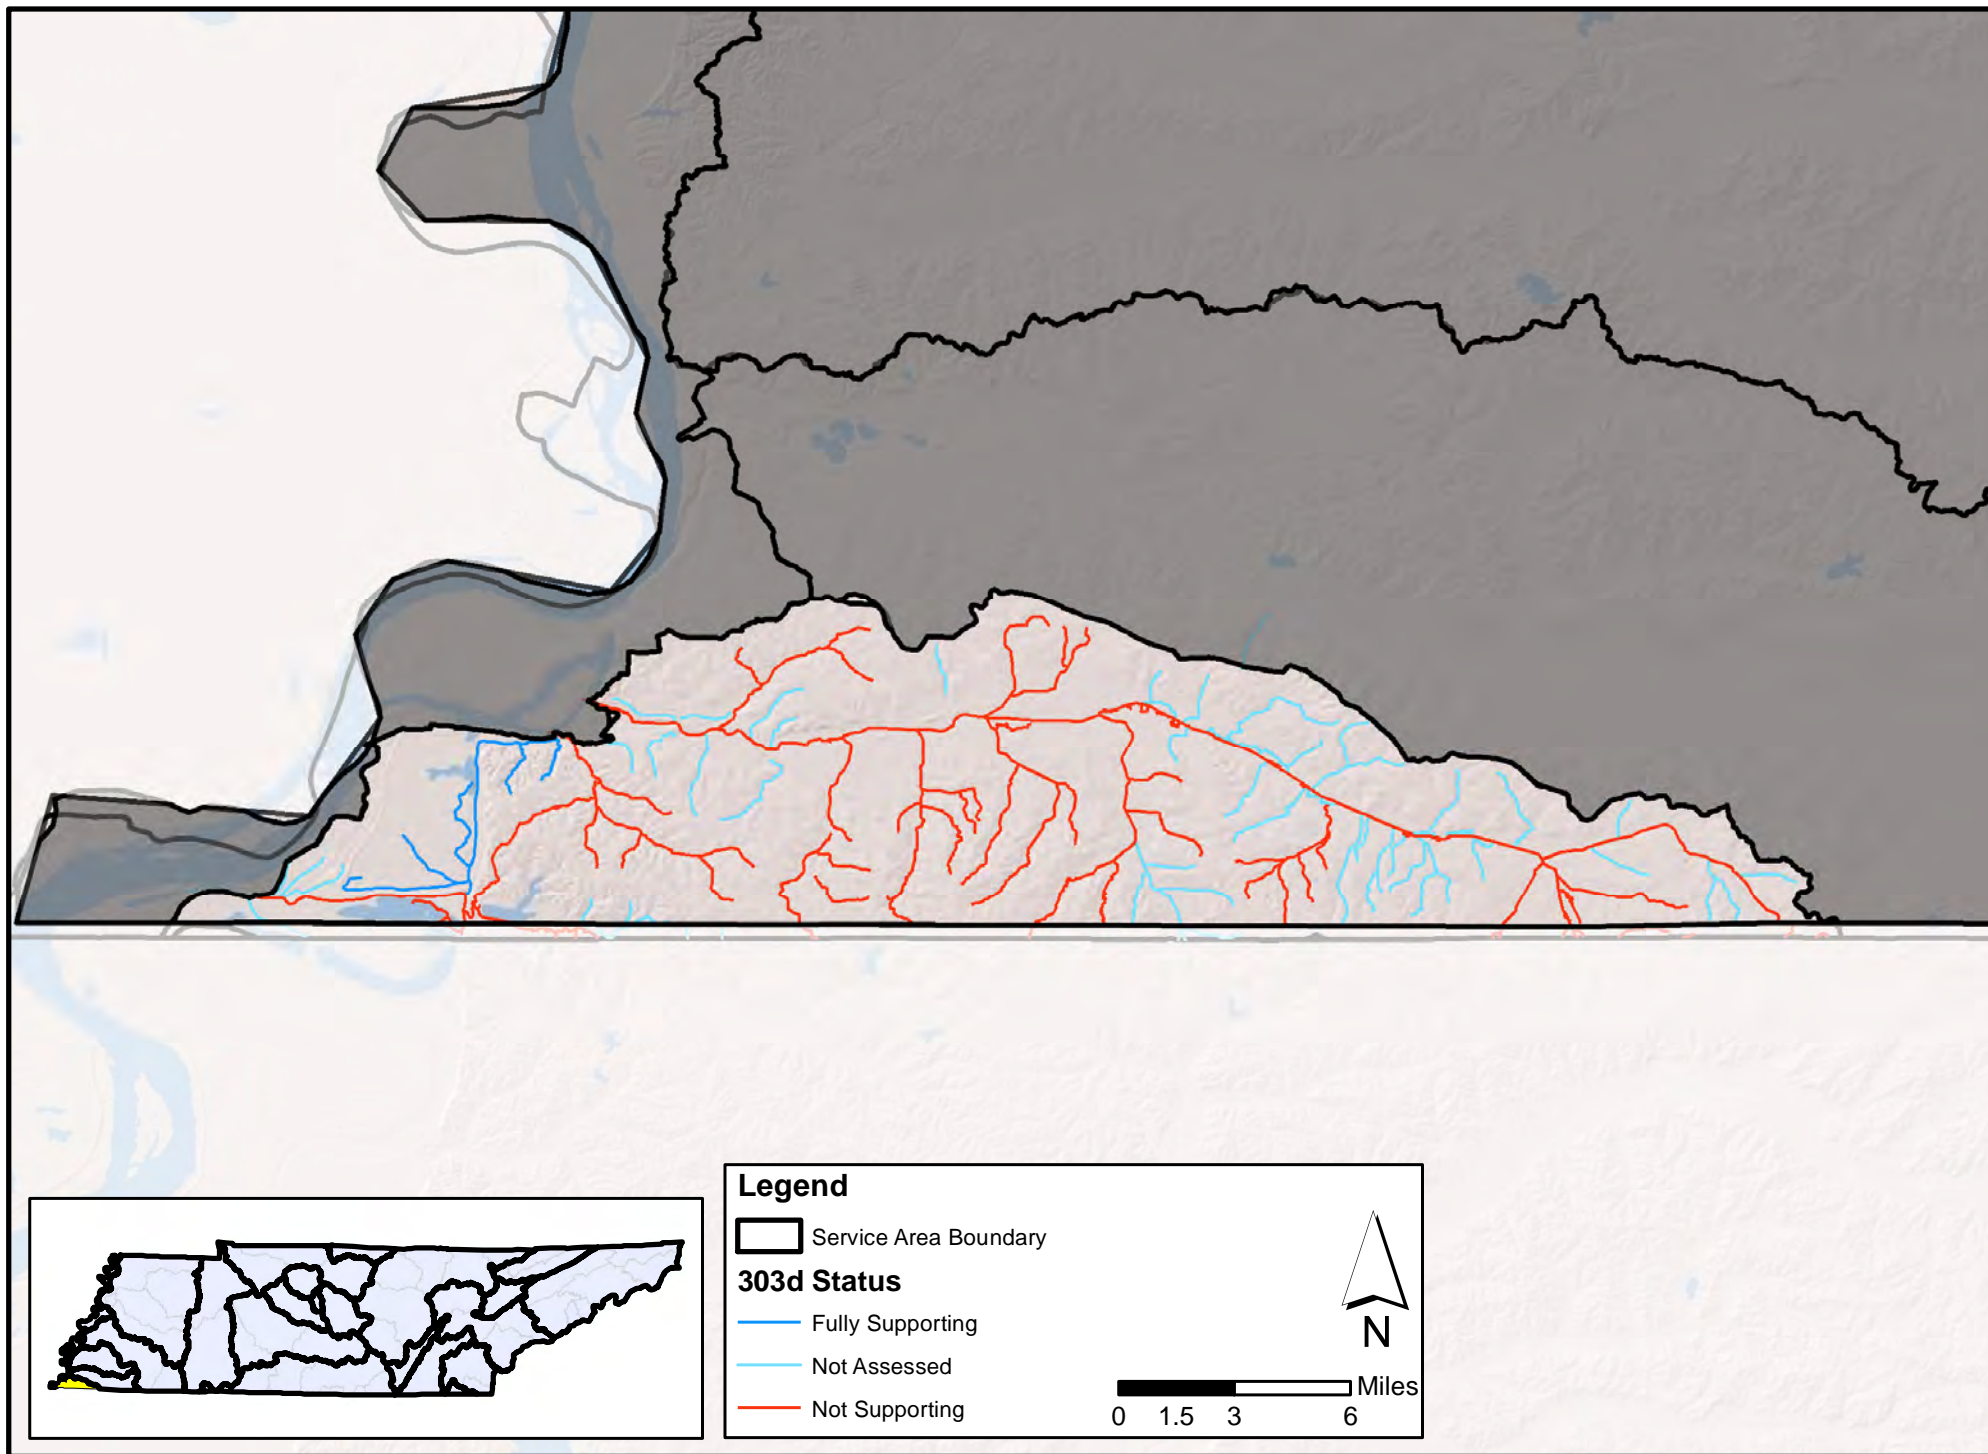 Legend
Service Area Boundary
303d Status
Fully Supporting
Not Assessed
Not Supporting
N
Miles
0 1.5 3 6